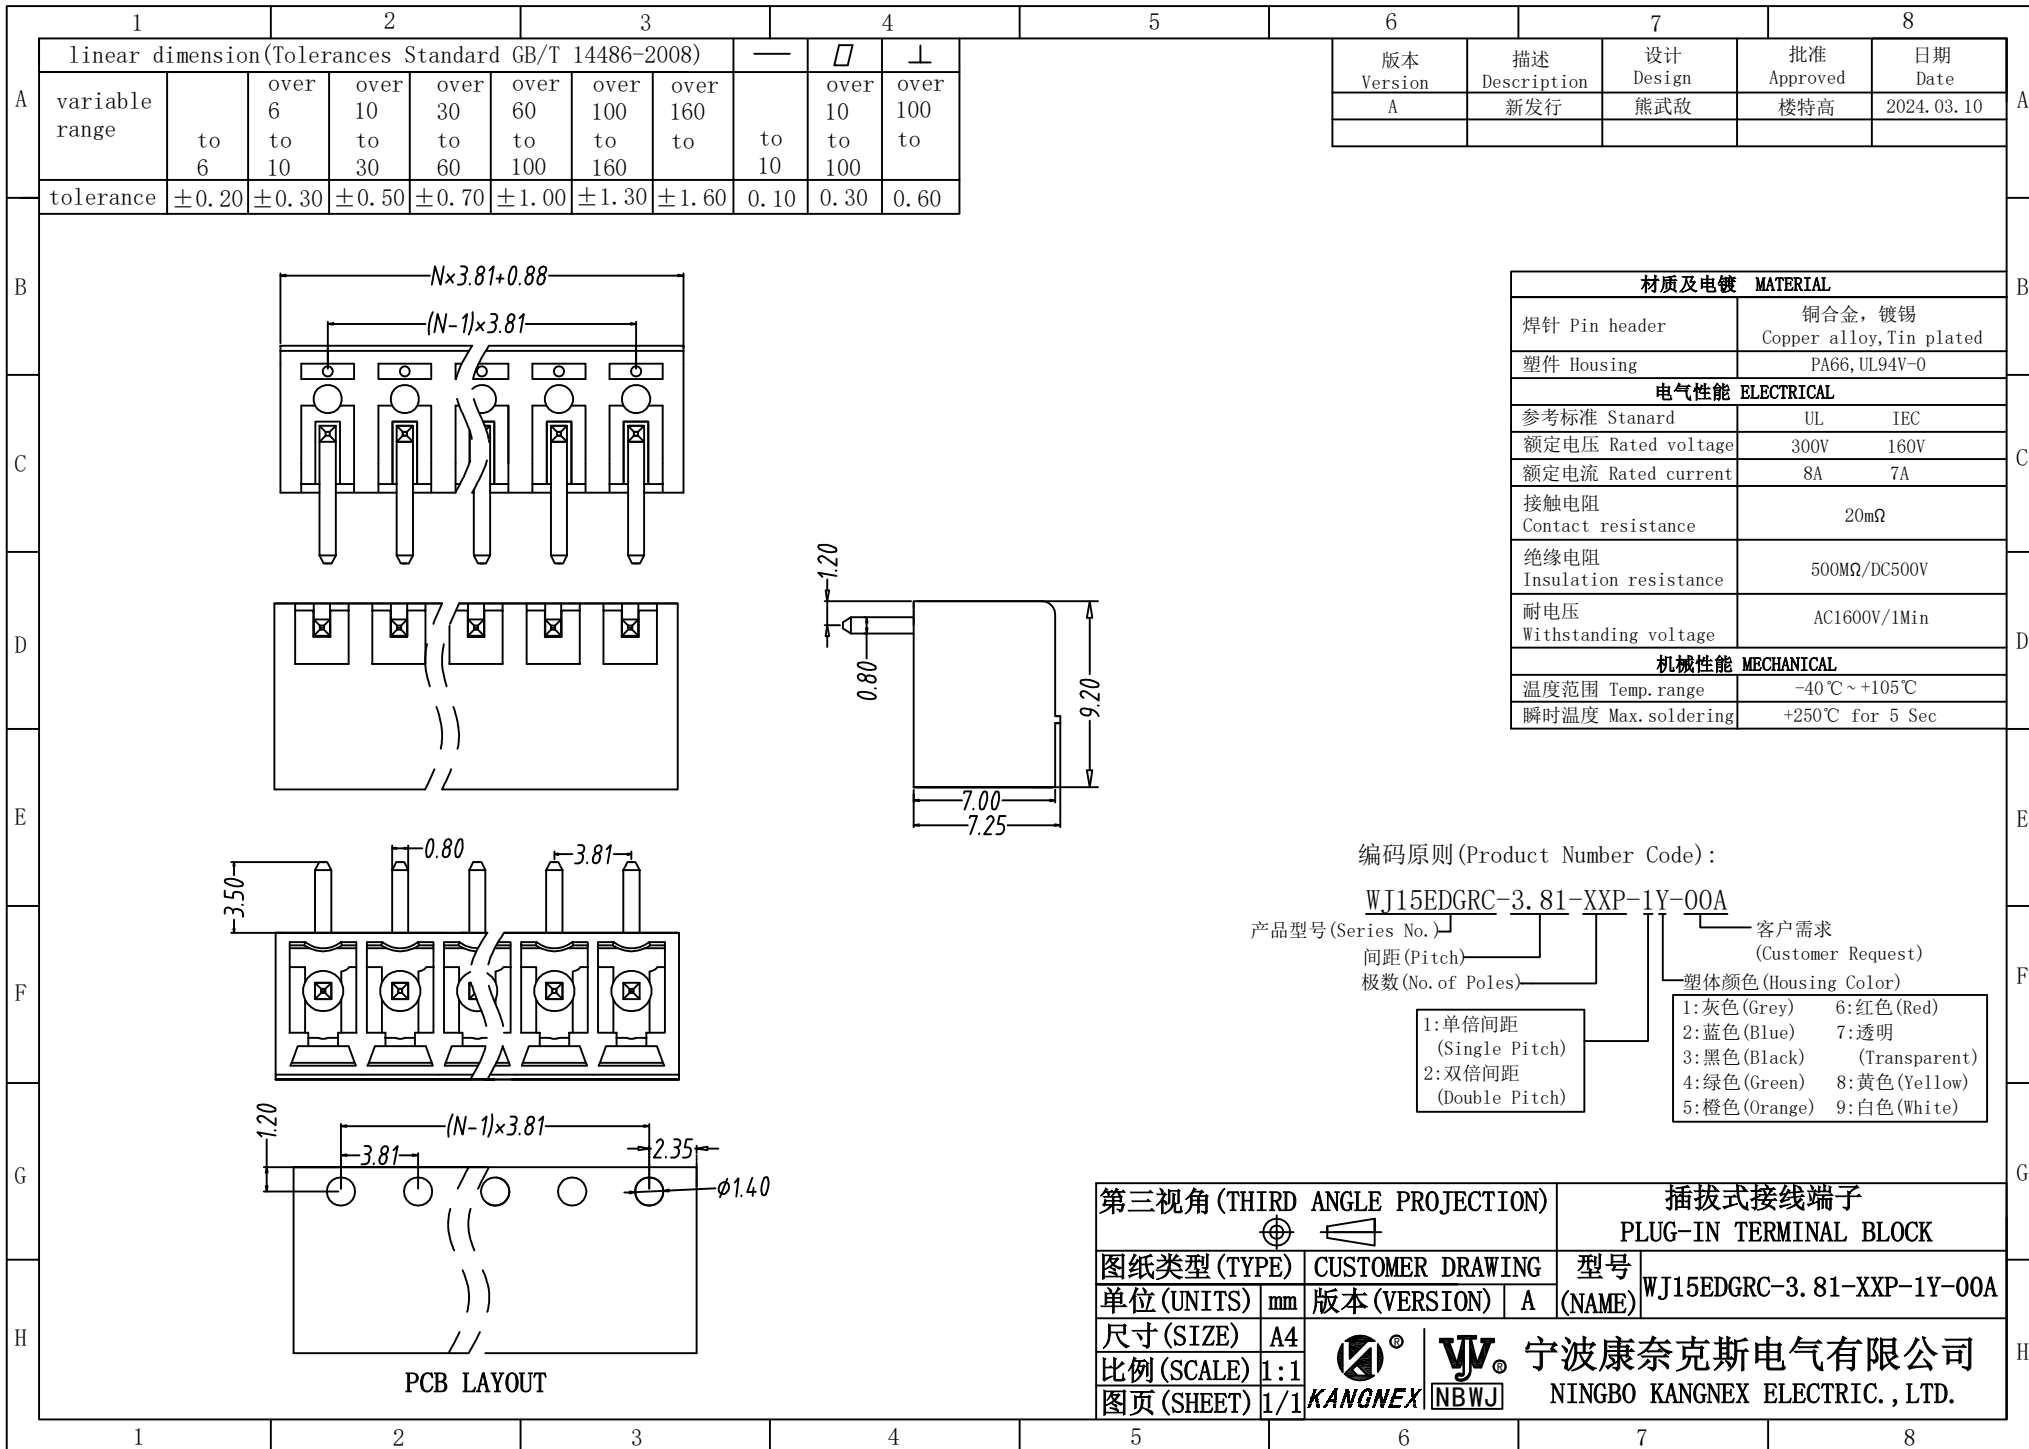 1 2 3 4 5 6 7 8
A B C D E F G H
linear dimension(Tolerances Standard GB/T 14486-2008) — ▱ ⊥
variable range
to 6
over 6 to 10
over 10 to 30
over 30 to 60
over 60 to 100
over 100 to 160
over 160 to
to 10
over 10 to 100
over 100 to
tolerance ±0.20 ±0.30 ±0.50 ±0.70 ±1.00 ±1.30 ±1.60 0.10 0.30 0.60
版本 描述 设计 批准 日期
Version Description Design Approved Date
A 新发行 熊武敌 楼特高 2024.03.10
A
N×3.81+0.88
(N-1)×3.81
B
材质及电镀 MATERIAL
焊针 Pin header
铜合金，镀锡
Copper alloy,Tin plated
塑件 Housing PA66,UL94V-0
电气性能 ELECTRICAL
参考标准 Stanard UL IEC
额定电压 Rated voltage 300V 160V
额定电流 Rated current 8A 7A
接触电阻
Contact resistance
20mΩ
绝缘电阻
Insulation resistance
500MΩ/DC500V
耐电压
Withstanding voltage
AC1600V/1Min
机械性能 MECHANICAL
温度范围 Temp.range -40℃~+105℃
瞬时温度 Max.soldering +250℃ for 5 Sec
C
D
1.20
0.80
9.20
7.00
7.25
E
0.80
3.81
3.50
编码原则(Product Number Code):
WJ15EDGRC-3.81-XXP-1Y-00A
产品型号(Series No.)
间距(Pitch)
极数(No.of Poles)
客户需求
(Customer Request)
塑体颜色(Housing Color)
1:单倍间距
(Single Pitch)
2:双倍间距
(Double Pitch)
1:灰色(Grey) 6:红色(Red)
2:蓝色(Blue) 7:透明
3:黑色(Black) (Transparent)
4:绿色(Green) 8:黄色(Yellow)
5:橙色(Orange) 9:白色(White)
F
1.20
(N-1)×3.81
3.81
2.35
ϕ1.40
PCB LAYOUT
G
第三视角(THIRD ANGLE PROJECTION)
插拔式接线端子
PLUG-IN TERMINAL BLOCK
图纸类型(TYPE) CUSTOMER DRAWING
型号
(NAME)
WJ15EDGRC-3.81-XXP-1Y-00A
单位(UNITS) mm 版本(VERSION) A
尺寸(SIZE) A4
比例(SCALE) 1:1
图页(SHEET) 1/1
®
KANGNEX
WJ ®
NBWJ
宁波康奈克斯电气有限公司
NINGBO KANGNEX ELECTRIC.,LTD.
H
1 2 3 4 5 6 7 8